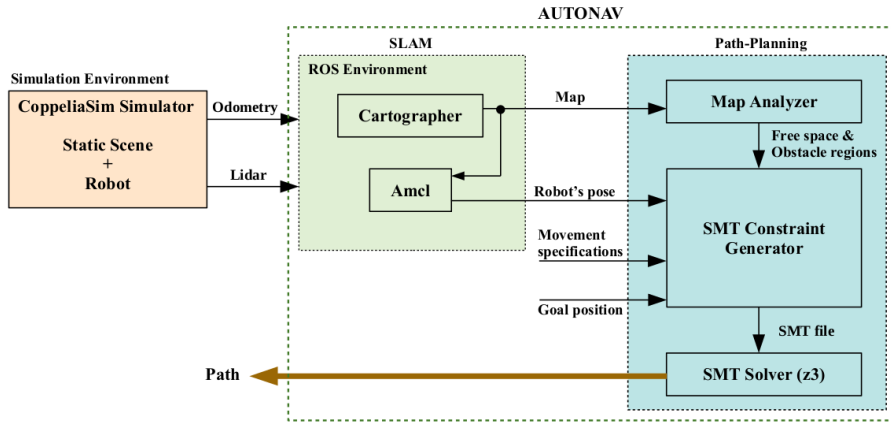 AUTONAV
SLAM
Path-Planning
Simulation Environment
ROS Environment
CoppeliaSim Simulator
Static Scene
+
Robot
Odometry
Lidar
Cartographer
Amcl
Map
Robot's pose
Movement
specifications
Goal position
Map Analyzer
Free space &
Obstacle regions
SMT Constraint
Generator
SMT file
SMT Solver (z3)
Path